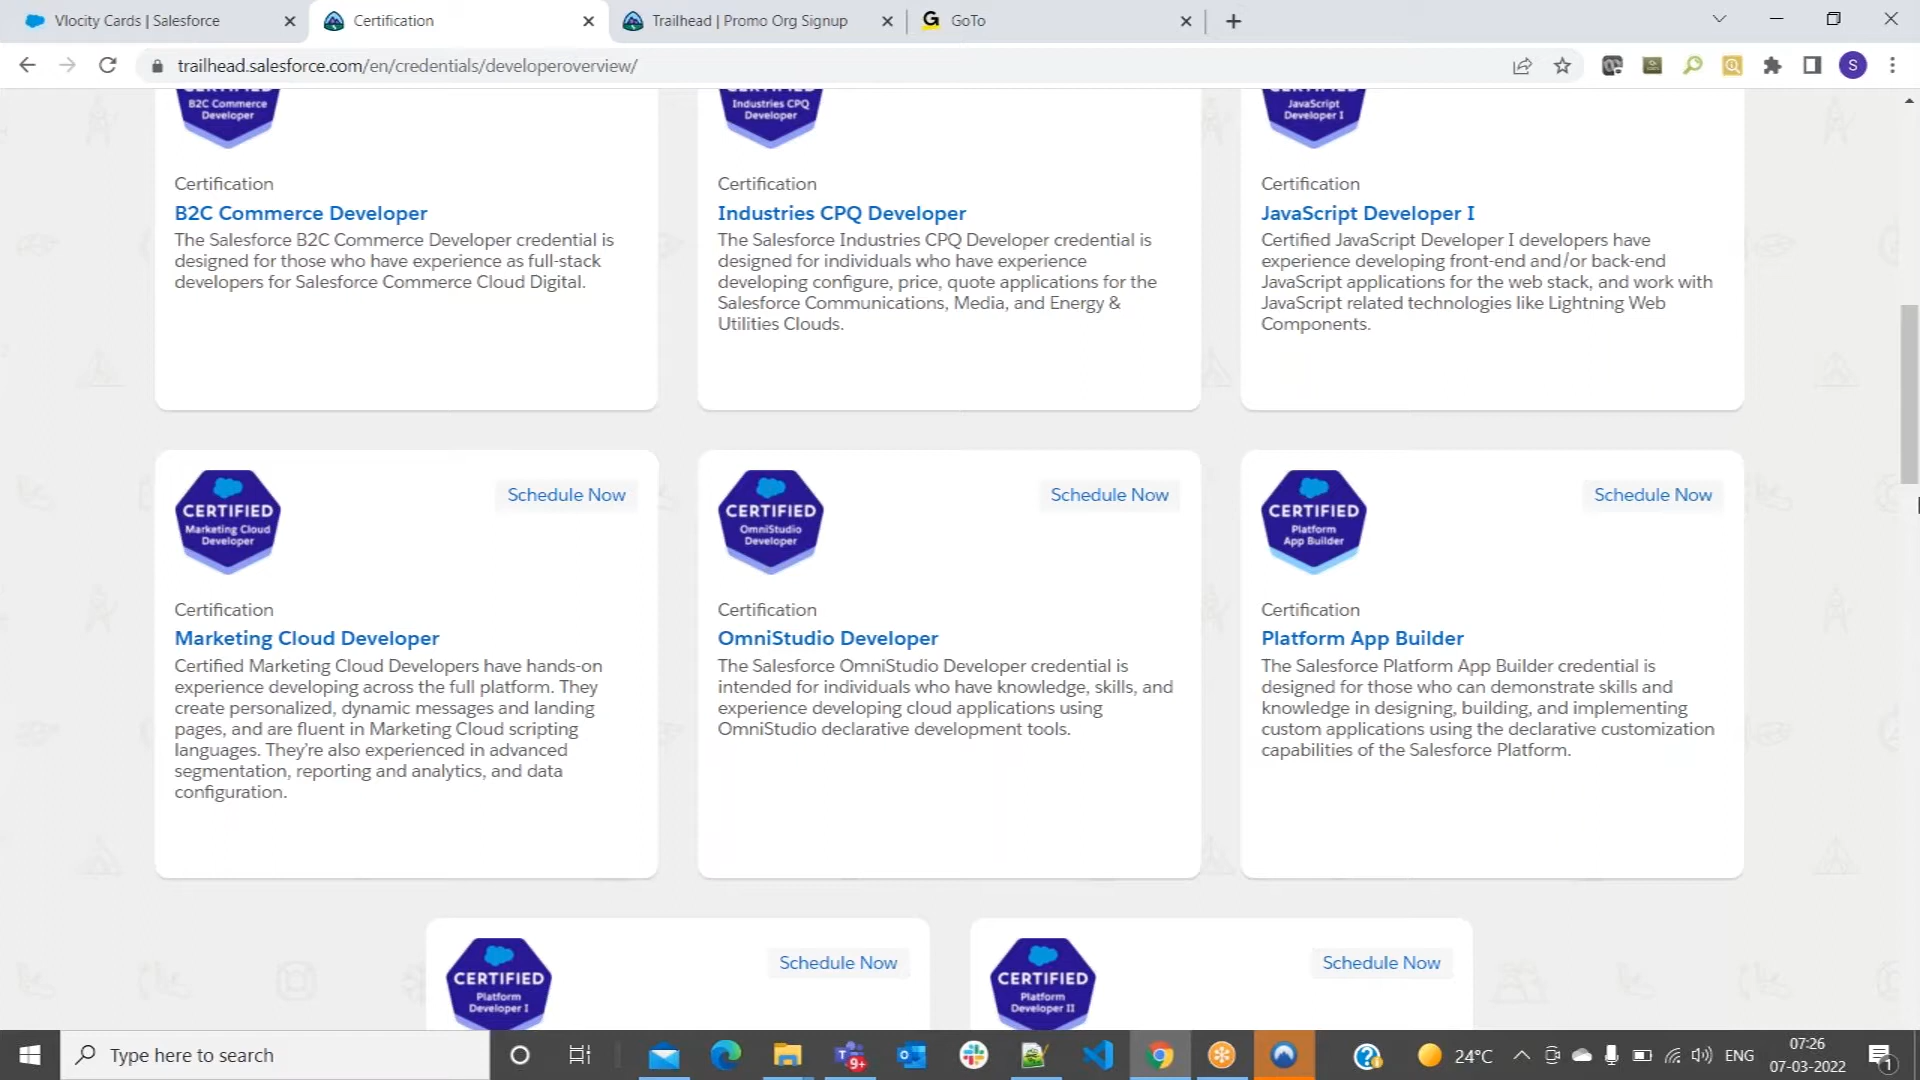 Vlocity Cards | Salesforce
Certification
Trailhead | Promo Org Signup
G GoTo
trailhead.salesforce.com/en/credentials/developeroverview/
S
B2C Commerce
Developer
Industries CPQ
Developer
JavaScript
Developer I
Certification
B2C Commerce Developer
The Salesforce B2C Commerce Developer credential is
designed for those who have experience as full-stack
developers for Salesforce Commerce Cloud Digital.
Certification
Industries CPQ Developer
The Salesforce Industries CPQ Developer credential is
designed for individuals who have experience
developing configure, price, quote applications for the
Salesforce Communications, Media, and Energy &
Utilities Clouds.
Certification
JavaScript Developer I
Certified JavaScript Developer I developers have
experience developing front-end and/or back-end
JavaScript applications for the web stack, and work with
JavaScript related technologies like Lightning Web
Components.
CERTIFIED
Marketing Cloud
Developer
Schedule Now
Certification
Marketing Cloud Developer
Certified Marketing Cloud Developers have hands-on
experience developing across the full platform. They
create personalized, dynamic messages and landing
pages, and are fluent in Marketing Cloud scripting
languages. They're also experienced in advanced
segmentation, reporting and analytics, and data
configuration.
CERTIFIED
OmniStudio
Developer
Schedule Now
Certification
OmniStudio Developer
The Salesforce OmniStudio Developer credential is
intended for individuals who have knowledge, skills, and
experience developing cloud applications using
OmniStudio declarative development tools.
CERTIFIED
Platform
App Builder
Schedule Now
Certification
Platform App Builder
The Salesforce Platform App Builder credential is
designed for those who can demonstrate skills and
knowledge in designing, building, and implementing
custom applications using the declarative customization
capabilities of the Salesforce Platform.
CERTIFIED
Platform
Developer I
Schedule Now
CERTIFIED
Platform
Developer II
Schedule Now
Type here to search
9+
24°C
ENG
07:26
07-03-2022
1